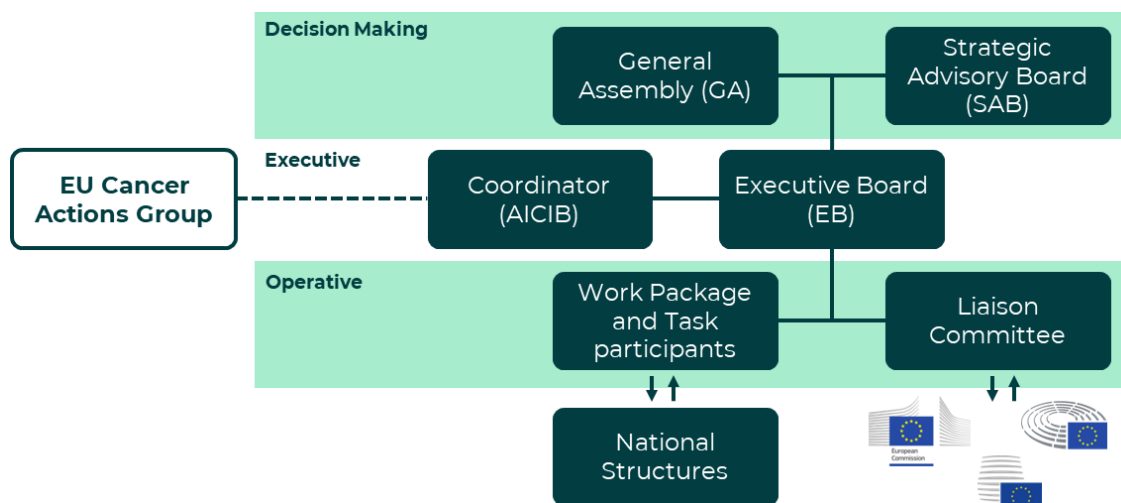 Decision Making
General
Assembly (GA)
Strategic
Advisory Board
(SAB)
Executive
EU Cancer
Actions Group
Coordinator
(AICIB)
Executive Board
(EB)
Operative
Work Package
and Task
participants
Liaison
Committee
National
Structures
European
Commission